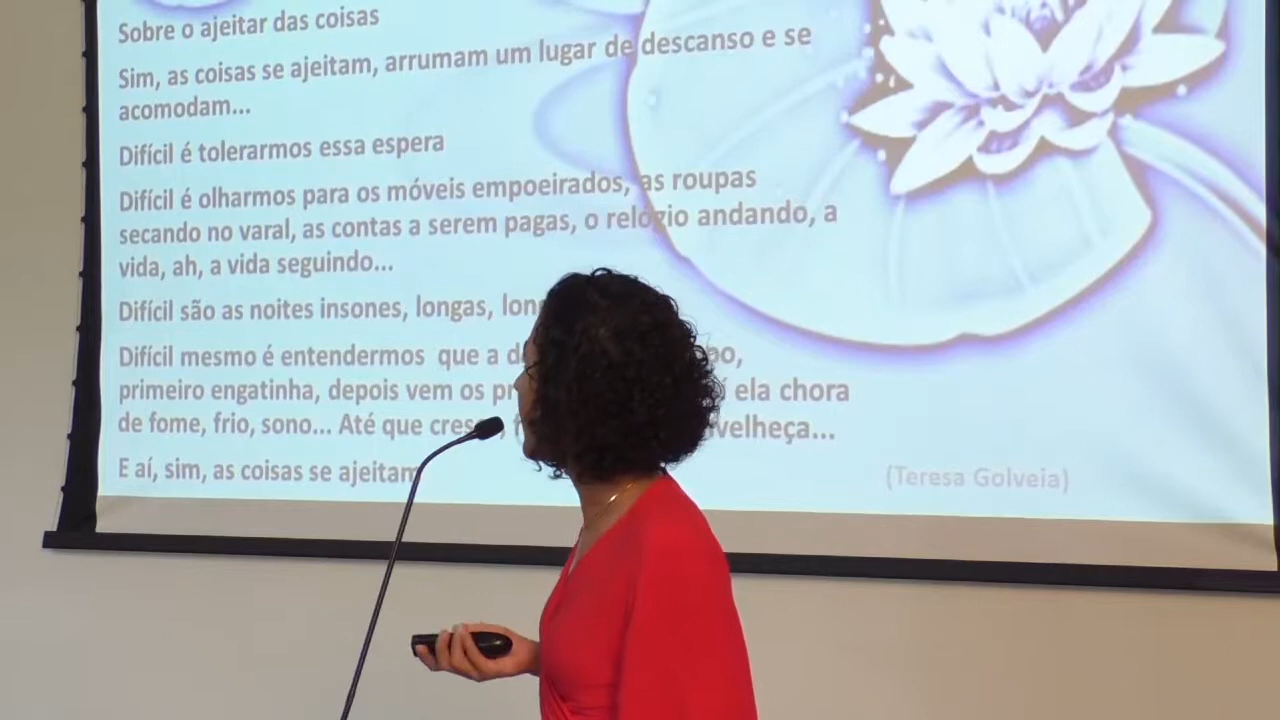 Sobre o ajeitar das coisas
Sim, as coisas se ajeitam, arrumam um lugar de descanso e se
acomodam...
Difícil é tolerarmos essa espera
Difícil é olharmos para os móveis empoeirados, as roupas
secando no varal, as contas a serem pagas, o relógio andando, a
vida, ah, a vida seguindo...
Difícil são as noites insones, longas,
Difícil mesmo é entendermos que a
primeiro engatinha, depois vem os ela chora
de fome, frio, sono... Até que
E aí, sim, as coisas se ajeitam
(Teresa Golveia)